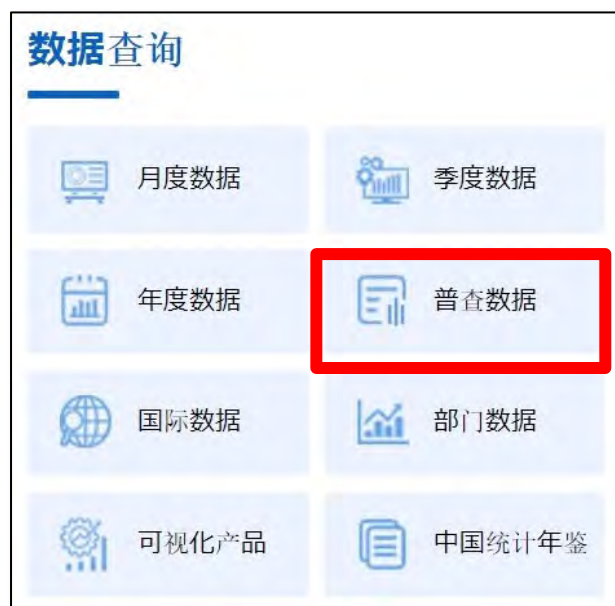 数据查询
月度数据
季度数据
年度数据
普查数据
国际数据
部门数据
可视化产品
中国统计年鉴